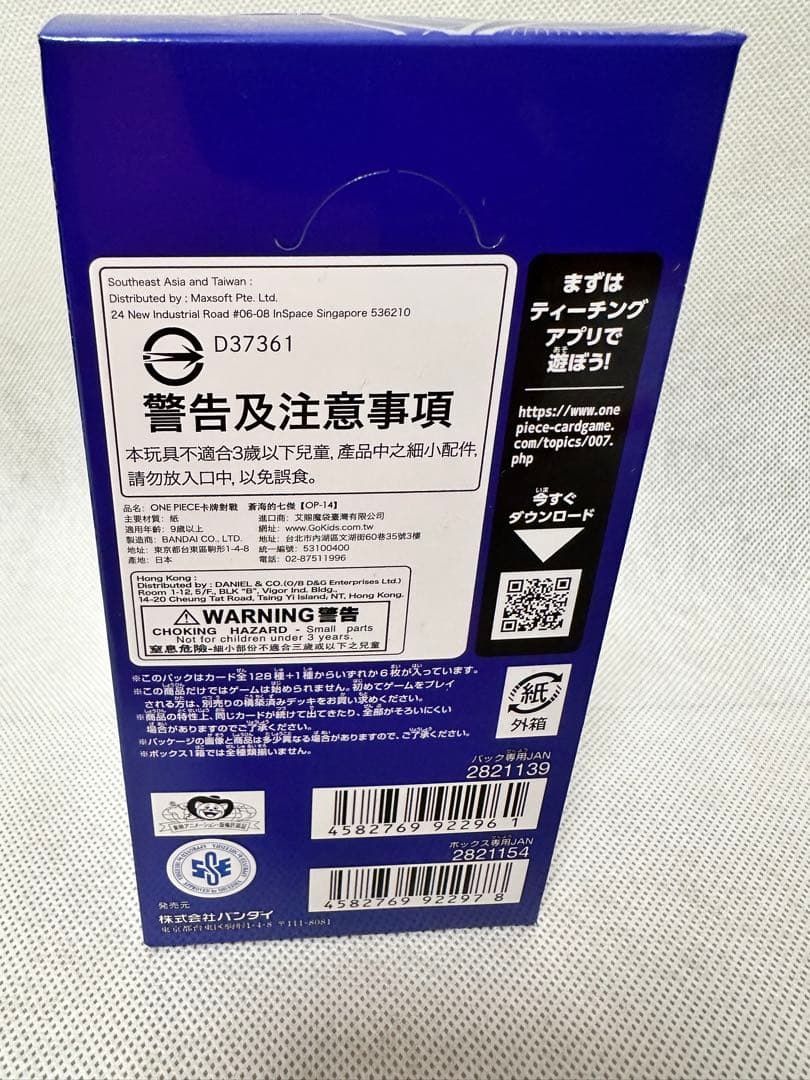 Southeast Asia and Taiwan :
Distributed by : Maxsoft Pte. Ltd.
24 New Industrial Road #06-08 InSpace Singapore 536210
D37361
警告及注意事項
本玩具不適合3歲以下兒童, 產品中之細小配件,
請勿放入口中, 以免誤食。
品名: ONE PIECE卡牌對戰 蒼海的七傑【OP-14】
主要材質: 紙
適用年齡: 9歲以上
製造商: BANDAI CO., LTD.
地址: 東京都台東區駒形1-4-8
產地: 日本
進口商: 艾賜魔袋臺灣有限公司
網址: www.GoKids.com.tw
地址: 台北市內湖區文湖街60巷35號3樓
統一編號: 53100400
電話: 02-87511996
Hong Kong :
Distributed by : DANIEL & CO.(O/B D&G Enterprises Ltd.)
Room 1-12, 5/F., BLK "B", Vigor Ind. Bldg.,
14-20 Cheung Tat Road, Tsing Yi Island, NT, Hong Kong.
WARNING 警告
CHOKING HAZARD - Small parts
Not for children under 3 years.
窒息危險-細小部份不適合三歲或以下之兒童
まずは
ティーチング
アプリで
遊ぼう!
https://www.one
piece-cardgame.
com/topics/007.
php
今すぐ
ダウンロード
紙
外箱
※このパックはカード全128種+1種からいずれか6枚が入っています。
※この商品だけではゲームは始められません。初めてゲームをプレイ
される方は、別売りの構築済みデッキをお買い求めください。
※商品の特性上、同じカードが続けて出てきたり、全部がそろいにくい
場合がありますのでご了承ください。
※パッケージの画像と商品は多少異なる場合がありますので、ご了承ください。
※ボックス1箱では全種類揃いません。
パック専用JAN
2821139
4582769 922961
ボックス専用JAN
2821154
4582769 922978
発売元
株式会社バンダイ
東京都台東区駒形1-4-8 〒111-8081